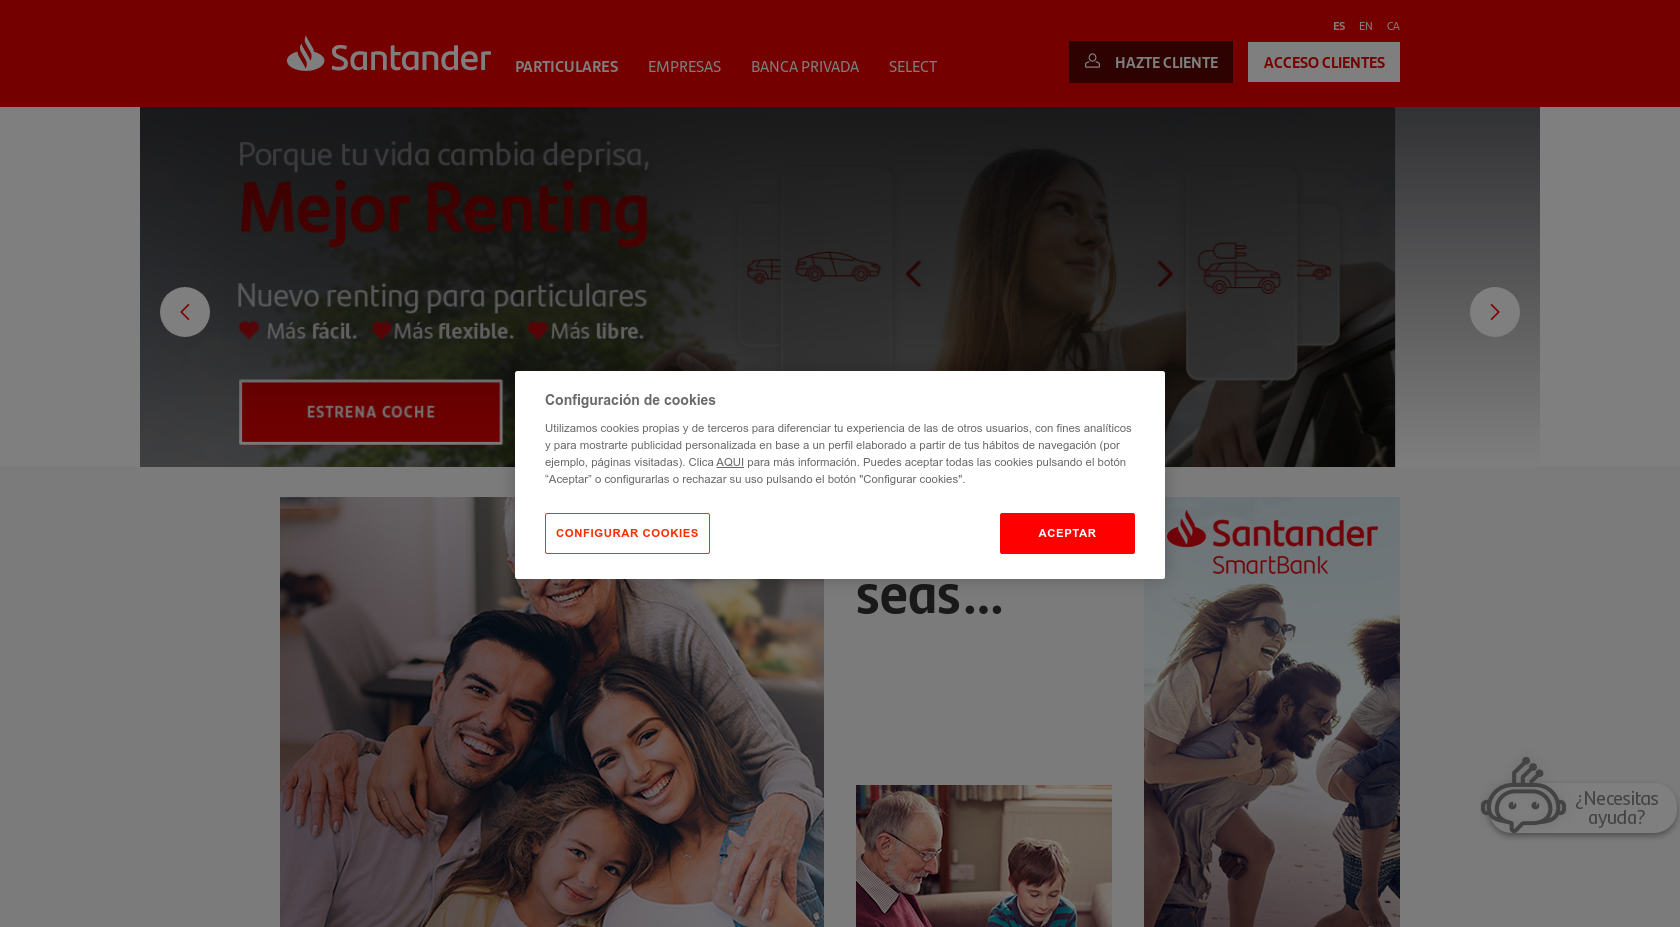 ES EN CA
Santander
PARTICULARES EMPRESAS BANCA PRIVADA SELECT
HAZTE CLIENTE
ACCESO CLIENTES
Porque tu vida cambia deprisa,
Mejor Renting
Nuevo renting para particulares
Más fácil. Más flexible. Más libre.
ESTRENA COCHE
Configuración de cookies
Utilizamos cookies propias y de terceros para diferenciar tu experiencia de las de otros usuarios, con fines analíticos
y para mostrarte publicidad personalizada en base a un perfil elaborado a partir de tus hábitos de navegación (por
ejemplo, páginas visitadas). Clica AQUI para más información. Puedes aceptar todas las cookies pulsando el botón
“Aceptar” o configurarlas o rechazar su uso pulsando el botón "Configurar cookies".
CONFIGURAR COOKIES
ACEPTAR
seas...
Santander
SmartBank
¿Necesitas
ayuda?